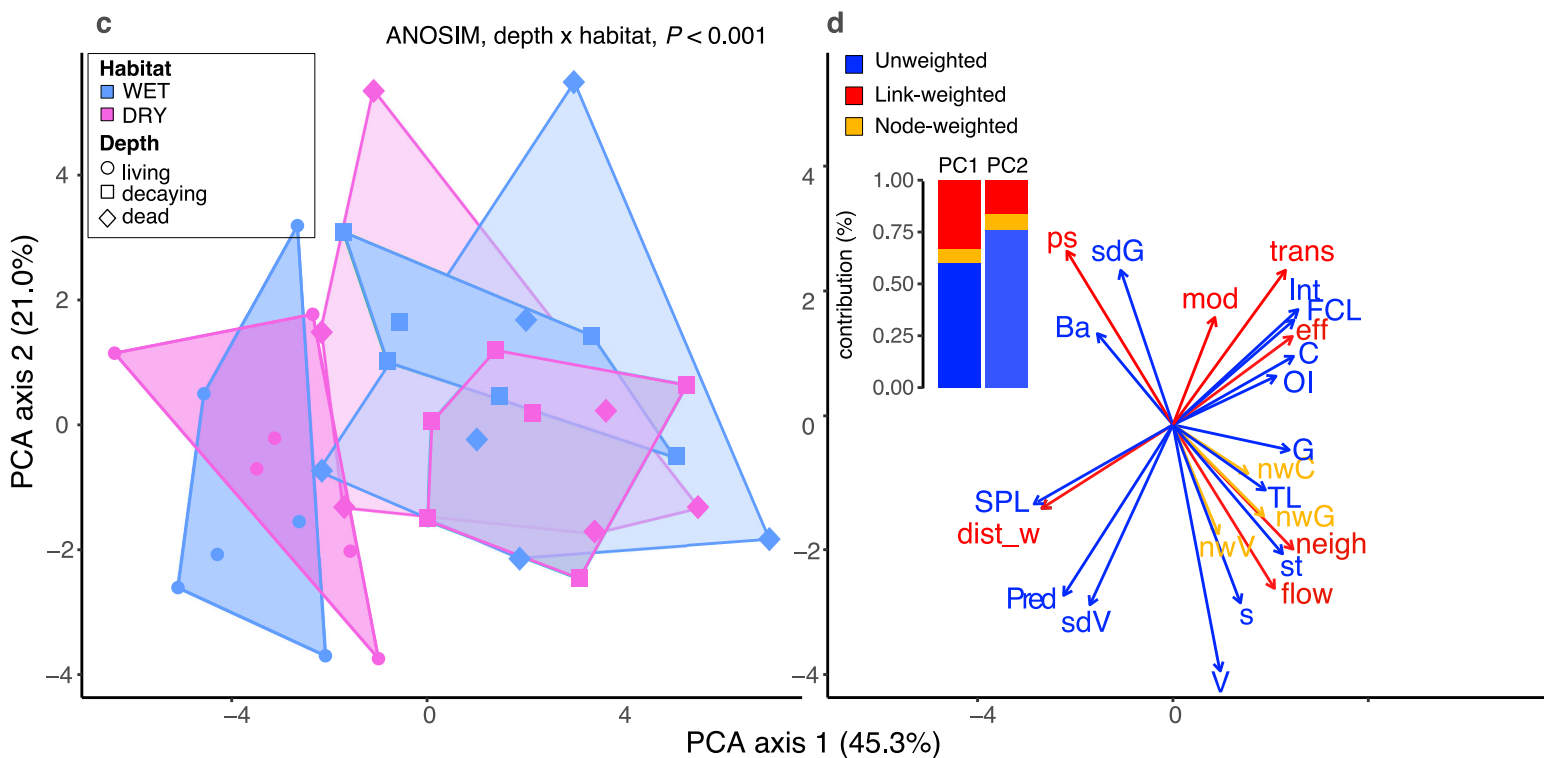 c
ANOSIM, depth x habitat, P < 0.001
Habitat
WET
DRY
Depth
living
decaying
dead
PCA axis 2 (21.0%)
4
2
0
−2
−4
−4
0
4
d
Unweighted
Link-weighted
Node-weighted
PC1 PC2
contribution (%)
1.00
0.75
0.50
0.25
0.00
4
2
0
−2
−4
ps
sdG
trans
mod
Int
FCL
Ba
eff
C
OI
G
nwC
SPL
TL
nwG
dist_w
nwV
neigh
st
Pred
flow
sdV
s
V
−4
0
PCA axis 1 (45.3%)